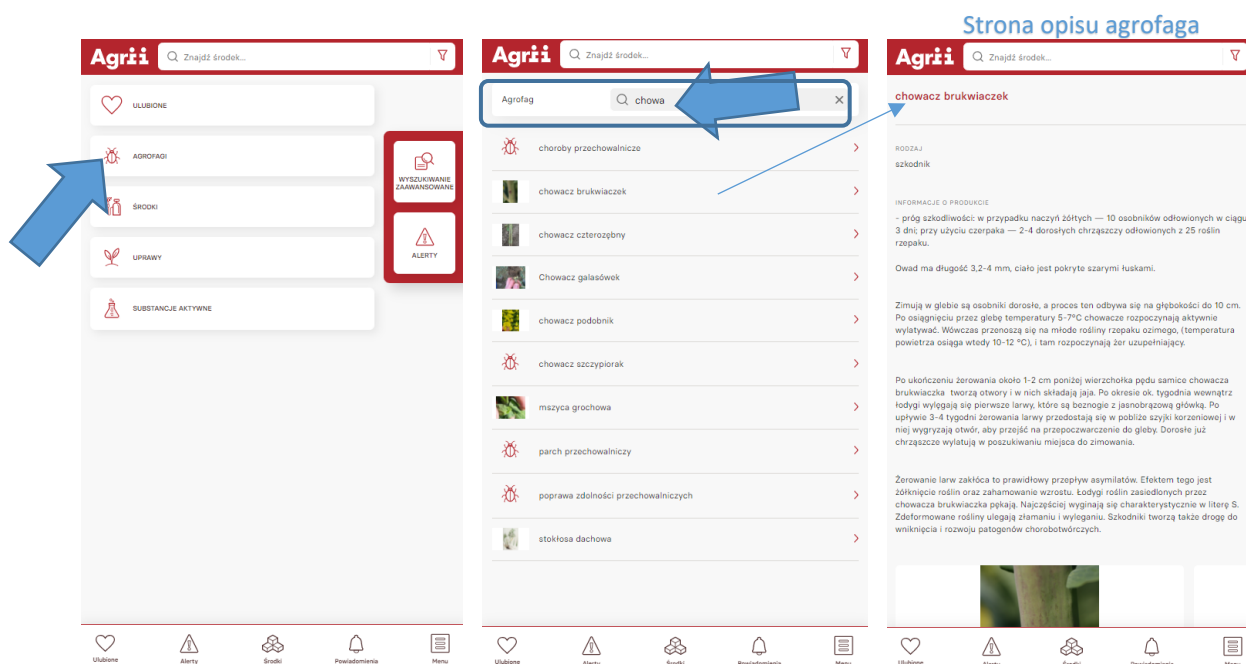 Strona opisu agrofaga
Agrii
Znajdź środek...
ULUBIONE
AGROFAGI
ŚRODKI
UPRAWY
SUBSTANCJE AKTYWNE
WYSZUKIWANIE
ZAAWANSOWANE
ALERTY
Ulubione
Alerty
Środki
Powiadomienia
Menu
Agrii
Znajdź środek...
Agrofag
chowa
choroby przechowalnicze
chowacz brukwiaczek
chowacz czterozębny
Chowacz galasówek
chowacz podobnik
chowacz szczypiorak
mszyca grochowa
parch przechowalniczy
poprawa zdolności przechowalniczych
stokłosa dachowa
Ulubione
Alerty
Środki
Powiadomienia
Menu
Agrii
Znajdź środek...
chowacz brukwiaczek
RODZAJ
szkodnik
INFORMACJE O PRODUKCIE
- próg szkodliwości: w przypadku naczyń żółtych — 10 osobników odłowionych w ciągu
3 dni; przy użyciu czerpaka — 2-4 dorosłych chrząszczy odłowionych z 25 roślin
rzepaku.
Owad ma długość 3,2-4 mm, ciało jest pokryte szarymi łuskami.
Zimują w glebie są osobniki dorosłe, a proces ten odbywa się na głębokości do 10 cm.
Po osiągnięciu przez glebę temperatury 5-7°C chowacze rozpoczynają aktywnie
wylatywać. Wówczas przenoszą się na młode rośliny rzepaku ozimego, (temperatura
powietrza osiąga wtedy 10-12 °C), i tam rozpoczynają żer uzupełniający.
Po ukończeniu żerowania około 1-2 cm poniżej wierzchołka pędu samice chowacza
brukwiaczka tworzą otwory i w nich składają jaja. Po okresie ok. tygodnia wewnątrz
łodygi wylęgają się pierwsze larwy, które są beznogie z jasnobrązową główką. Po
upływie 3-4 tygodni żerowania larwy przedostają się w pobliże szyjki korzeniowej i w
niej wygryzają otwór, aby przejść na przepoczwarczenie do gleby. Dorosłe już
chrząszcze wylatują w poszukiwaniu miejsca do zimowania.
Żerowanie larw zakłóca to prawidłowy przepływ asymilatów. Efektem tego jest
żółknięcie roślin oraz zahamowanie wzrostu. Łodygi roślin zasiedlonych przez
chowacza brukwiaczka pękają. Najczęściej wyginają się charakterystycznie w literę S.
Zdeformowane rośliny ulegają złamaniu i wyleganiu. Szkodniki tworzą także drogę do
wniknięcia i rozwoju patogenów chorobotwórczych.
Ulubione
Alerty
Środki
Powiadomienia
Menu